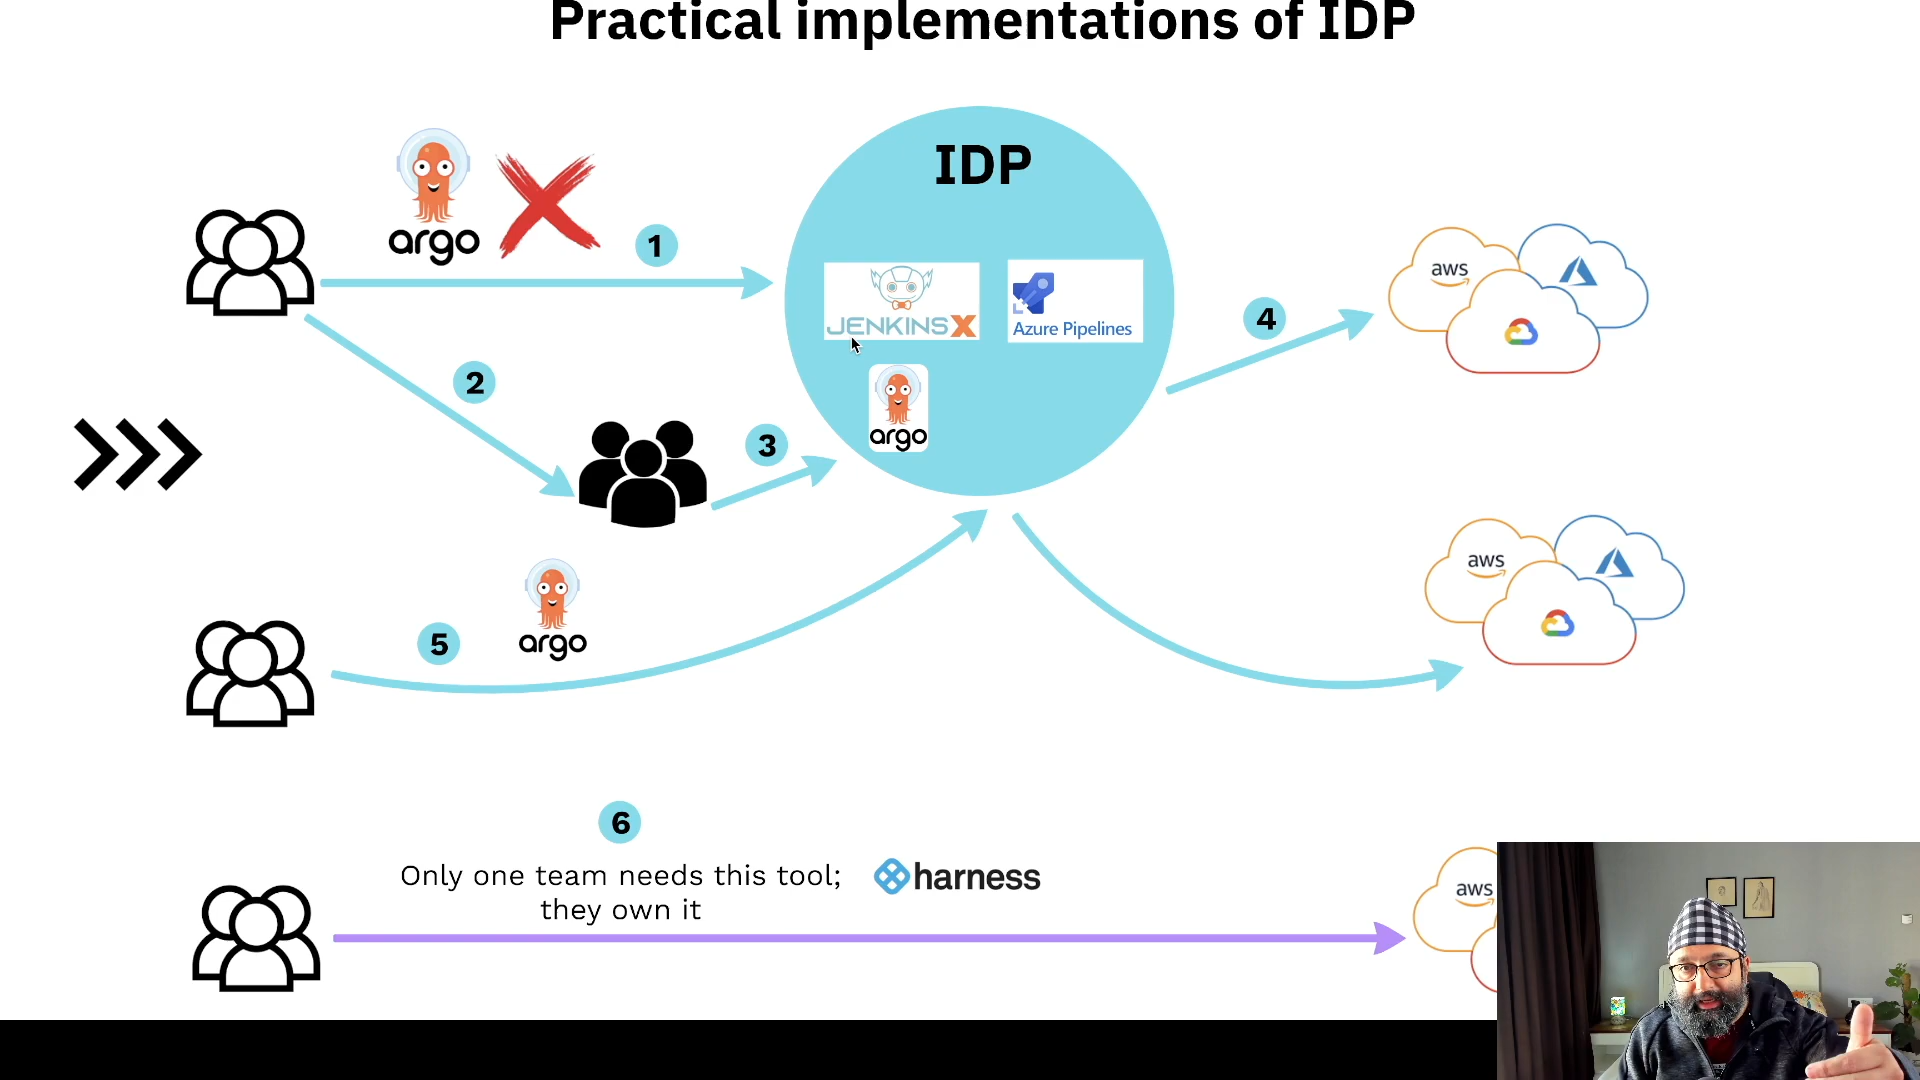 Practical implementations of IDP
argo
1
IDP
JENKINS X
Azure Pipelines
argo
aws
4
2
3
aws
5
argo
6
Only one team needs this tool;
they own it
harness
aws